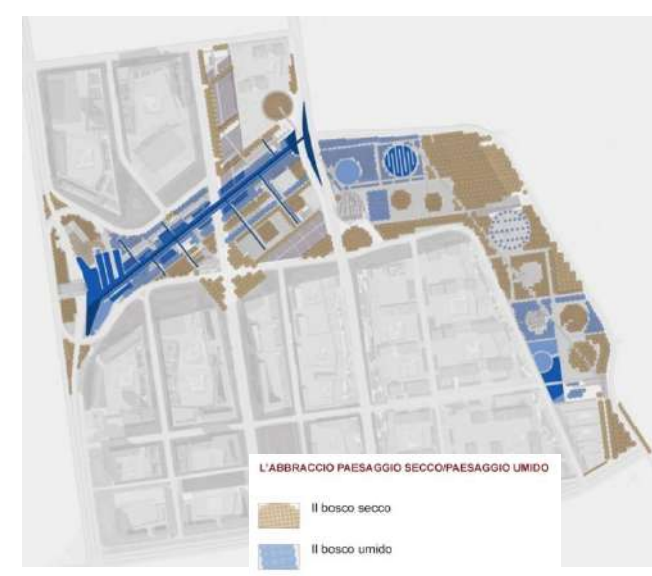 L'ABBRACCIO PAESAGGIO SECCO/PAESAGGIO UMIDO
Il bosco secco
Il bosco umido